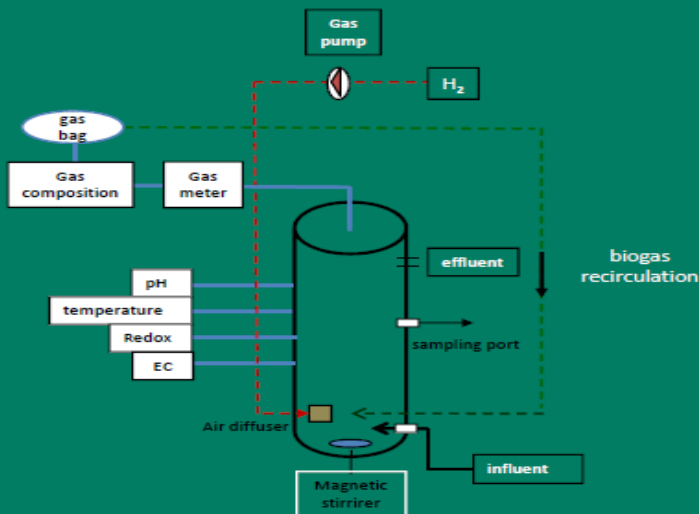 Gas
pump
H₂
gas
bag
Gas
composition
Gas
meter
effluent
biogas
recirculation
pH
temperature
Redox
EC
sampling port
Air diffuser
influent
Magnetic
stirrirer